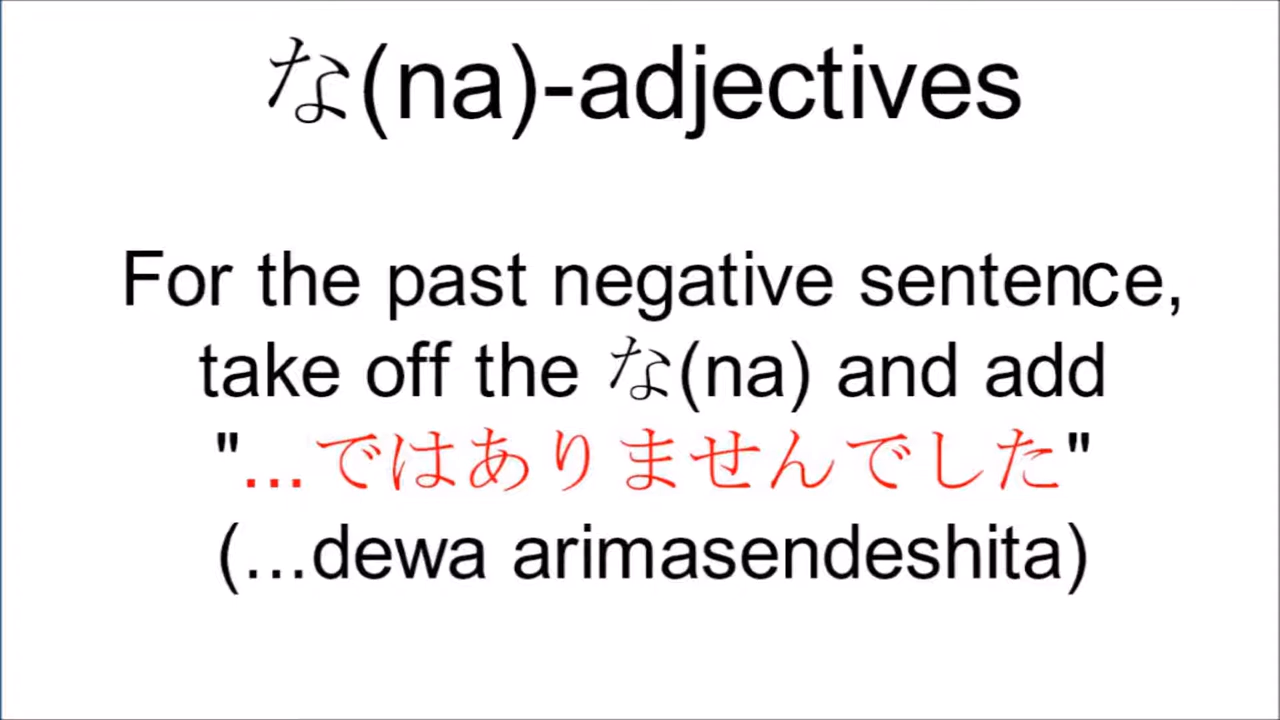 な(na)-adjectives
For the past negative sentence,
take off the な(na) and add
"...ではありませんでした"
(...dewa arimasendeshita)